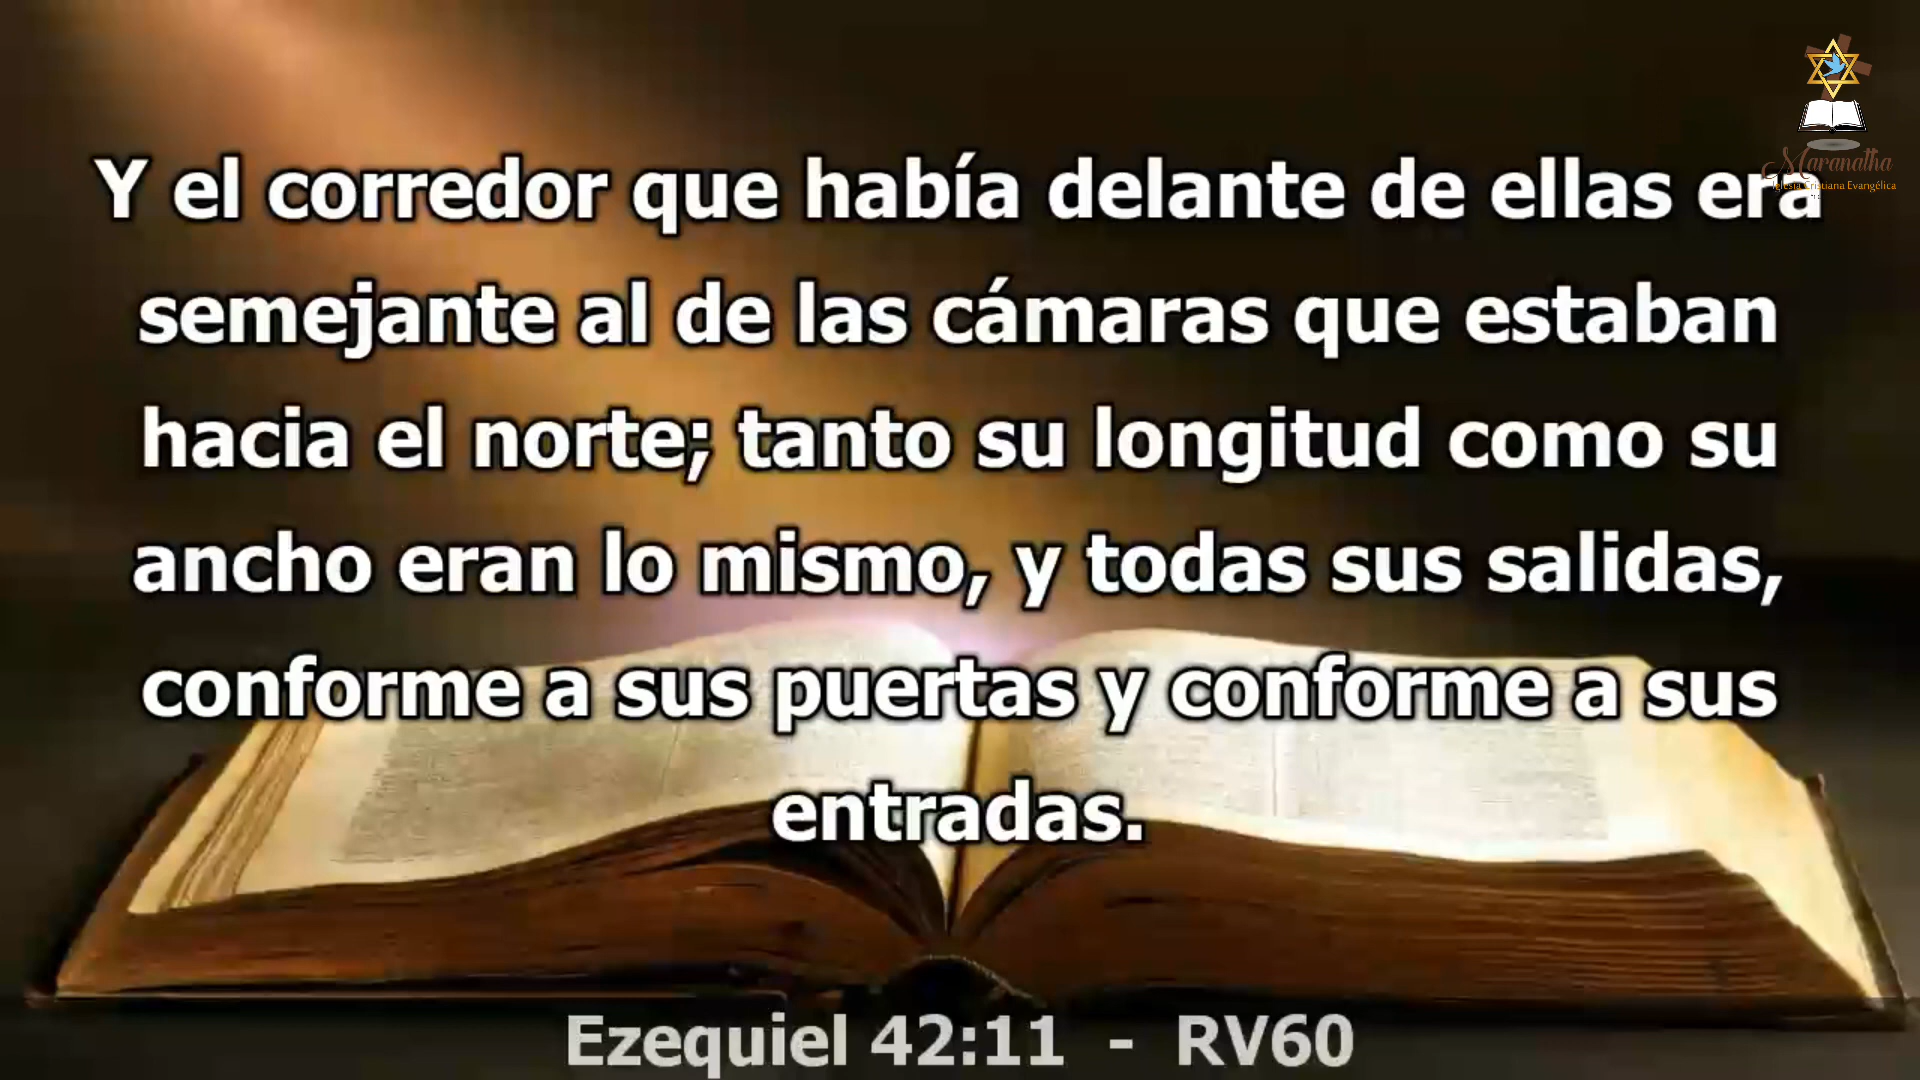 Maranatha
Iglesia Cristiana Evangélica
Y el corredor que había delante de ellas era
semejante al de las cámaras que estaban
hacia el norte; tanto su longitud como su
ancho eran lo mismo, y todas sus salidas,
conforme a sus puertas y conforme a sus
entradas.
Ezequiel 42:11 - RV60